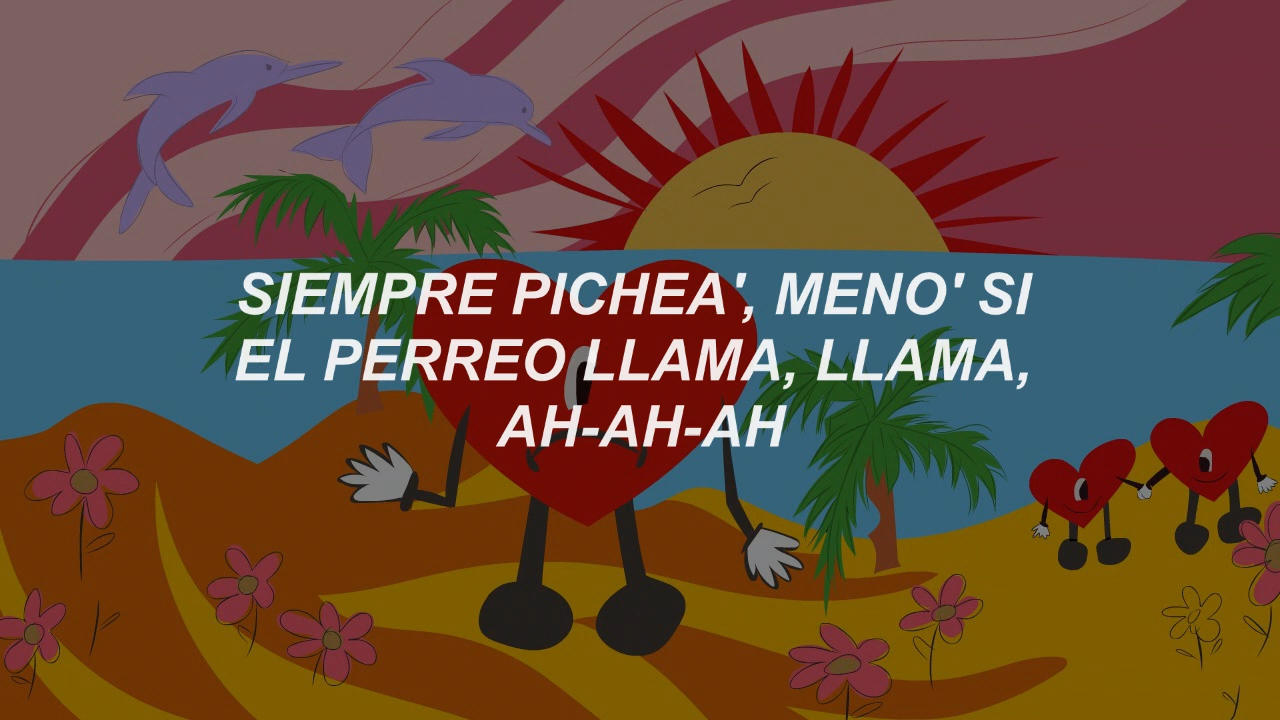 SIEMPRE PICHEA', MENO' SI
EL PERREO LLAMA, LLAMA,
AH-AH-AH